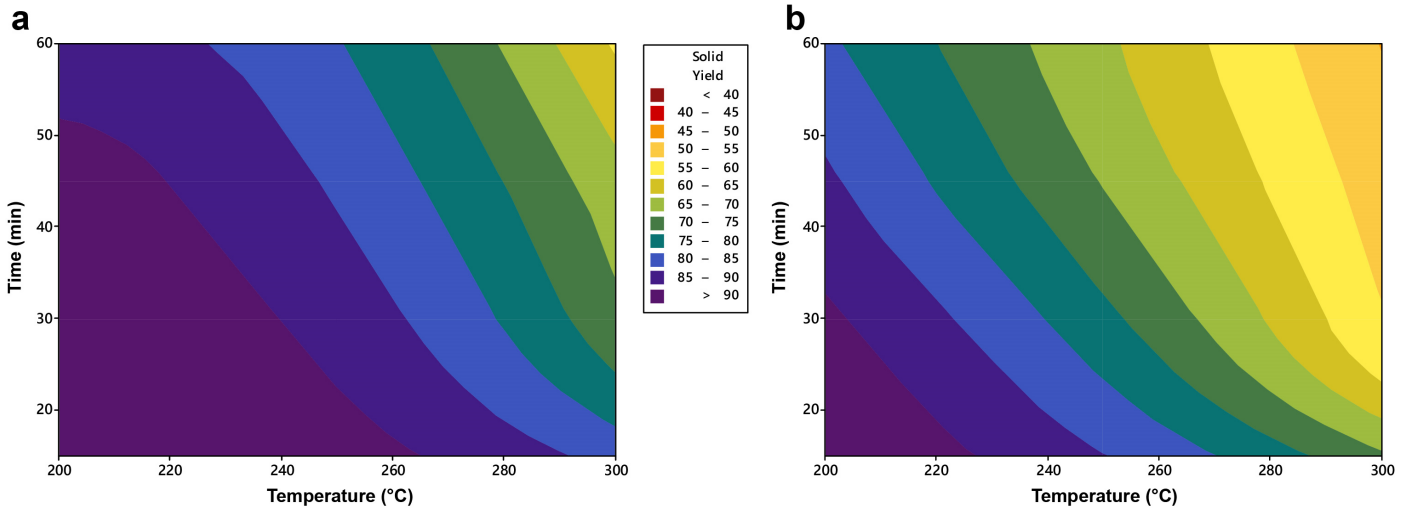 a
60
50
40
30
20
200
220
240
260
280
300
Time (min)
Temperature (°C)
Solid
Yield
< 40
40 – 45
45 – 50
50 – 55
55 – 60
60 – 65
65 – 70
70 – 75
75 – 80
80 – 85
85 – 90
> 90
b
60
50
40
30
20
200
220
240
260
280
300
Time (min)
Temperature (°C)